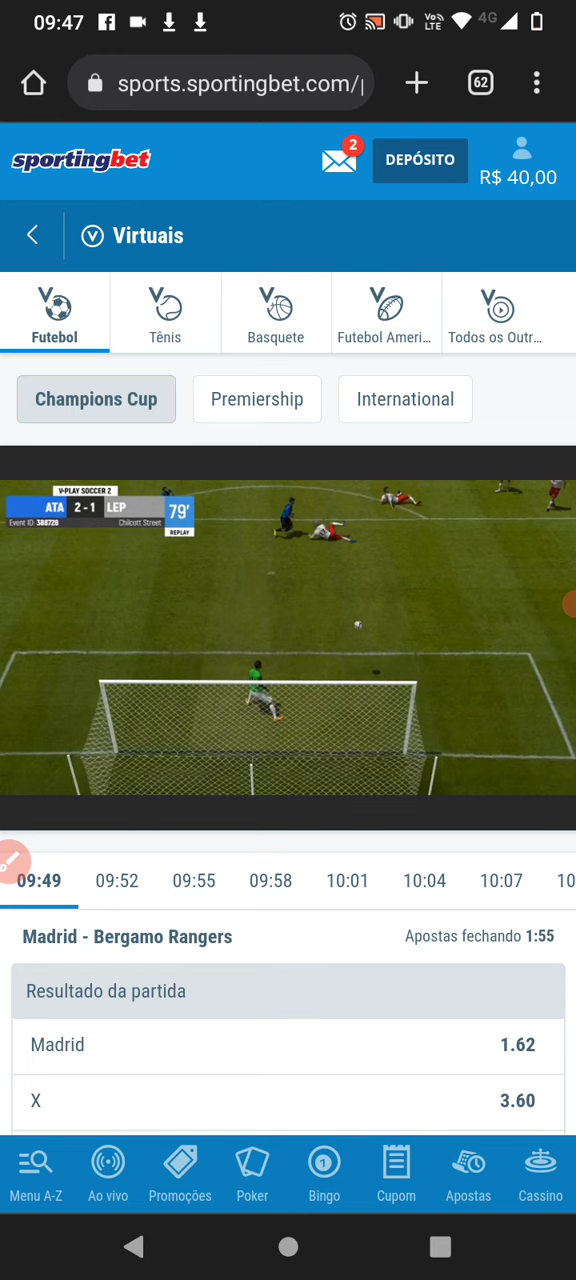 09:47
Vo)) LTE
4G
sports.sportingbet.com/
62
sportingbet
2
DEPÓSITO
R$ 40,00
V Virtuais
V V V V V
Futebol Tênis Basquete Futebol Ameri... Todos os Outr...
Champions Cup Premiership International
V-PLAY SOCCER 2
ATA 2 - 1 LEP 79'
Event ID: 388728 Chilcott Street
REPLAY
09:49 09:52 09:55 09:58 10:01 10:04 10:07 10
Madrid - Bergamo Rangers Apostas fechando 1:55
Resultado da partida
Madrid 1.62
X 3.60
1
Menu A-Z Ao vivo Promoções Poker Bingo Cupom Apostas Cassino